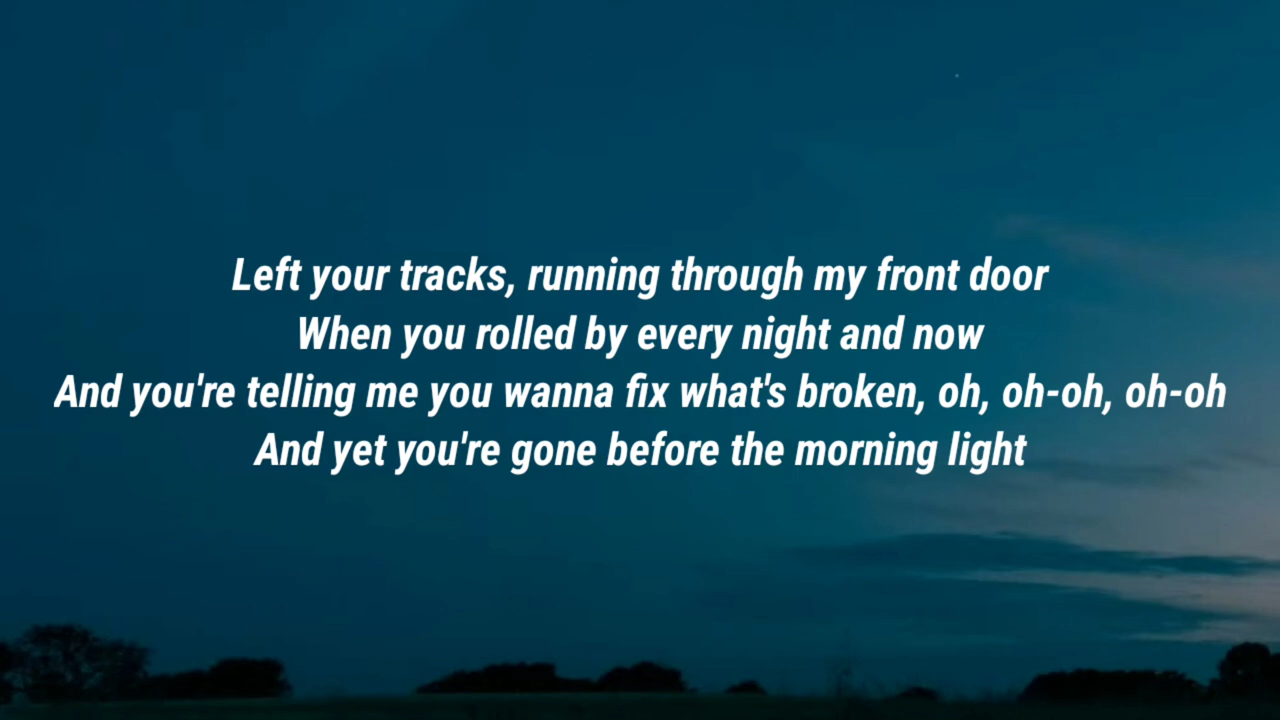 Left your tracks, running through my front door
When you rolled by every night and now
And you're telling me you wanna fix what's broken, oh, oh-oh, oh-oh
And yet you're gone before the morning light